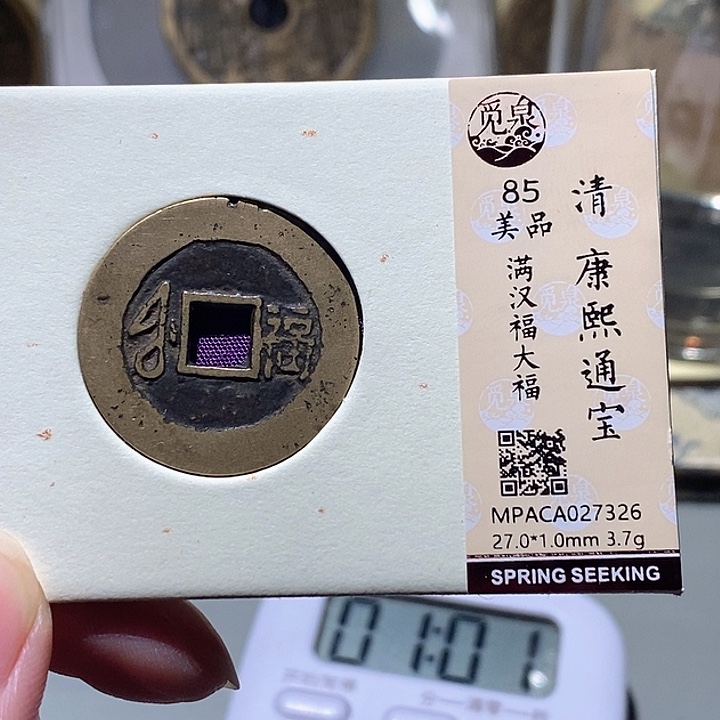 福
觅泉
85
美品
满汉福大福
清 康熙通宝
MPACA027326
27.0*1.0mm 3.7g
SPRING SEEKING
01:01